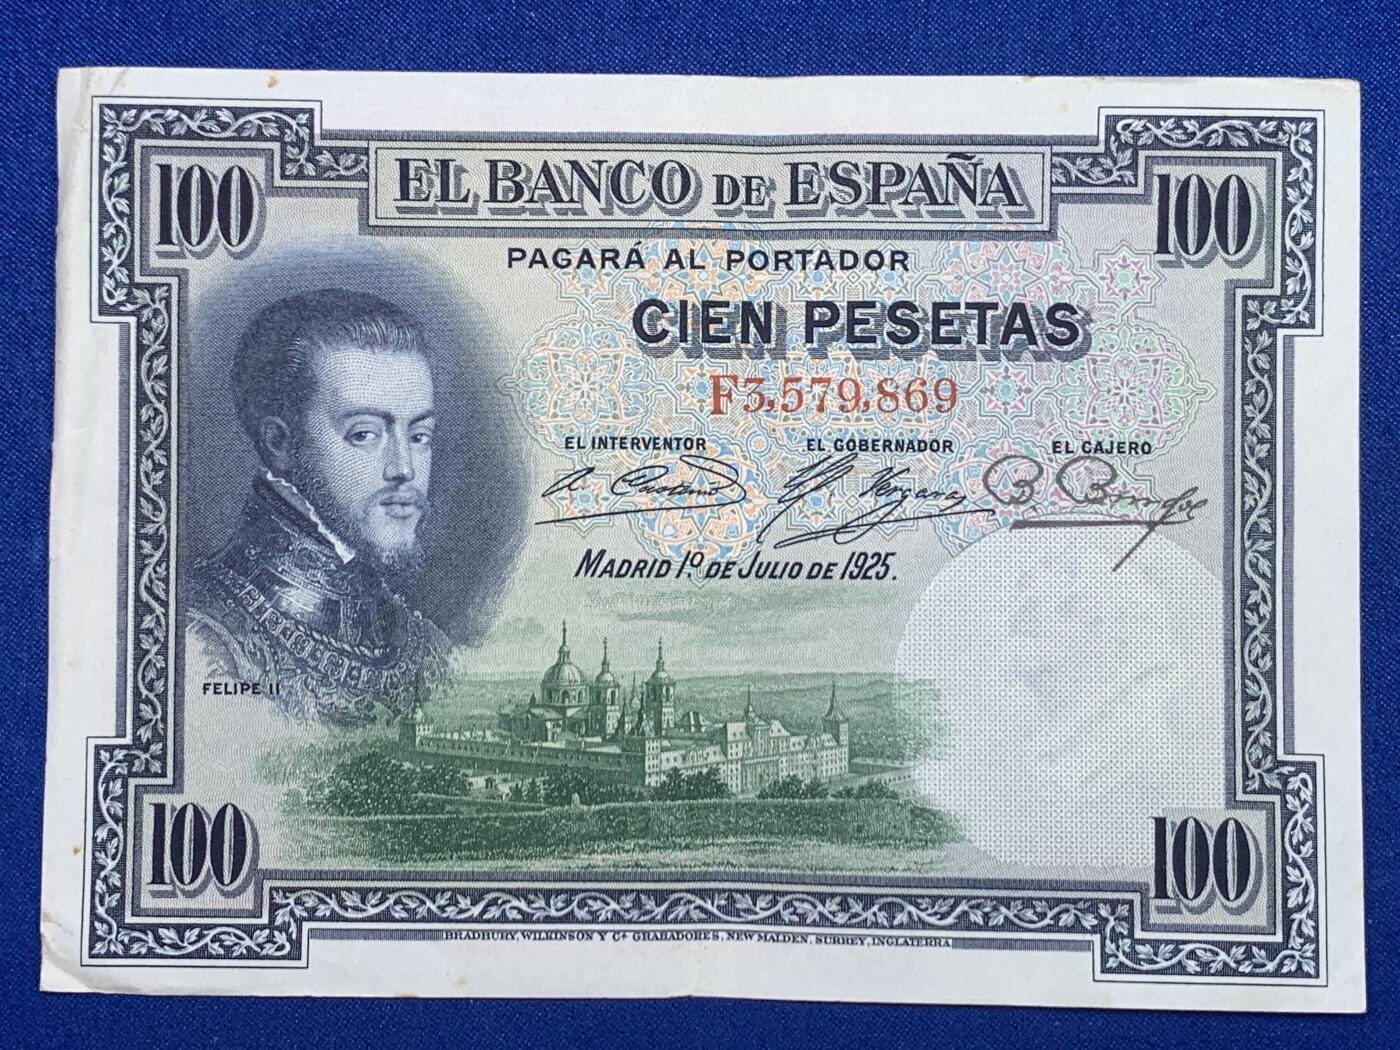 100 EL BANCO DE ESPAÑA 100
PAGARÁ AL PORTADOR
CIEN PESETAS
F3,579,869
EL INTERVENTOR EL GOBERNADOR EL CAJERO
MADRID 1º DE JULIO DE 1925.
FELIPE II
100 100
BRADBURY, WILKINSON Y Cª GRABADORES, NEW MALDEN, SURREY, INGLATERRA